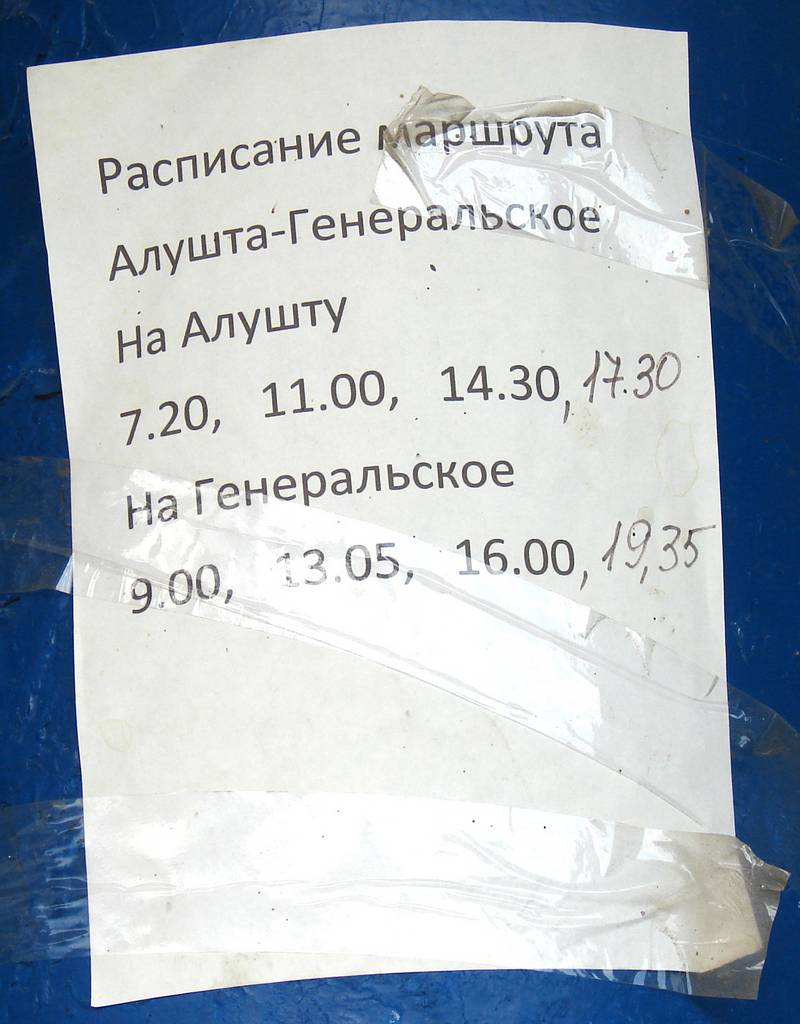 Расписание маршрута
Алушта-Генеральское
На Алушту
7.20, 11.00, 14.30, 17.30
На Генеральское
9.00, 13.05, 16.00, 19,35